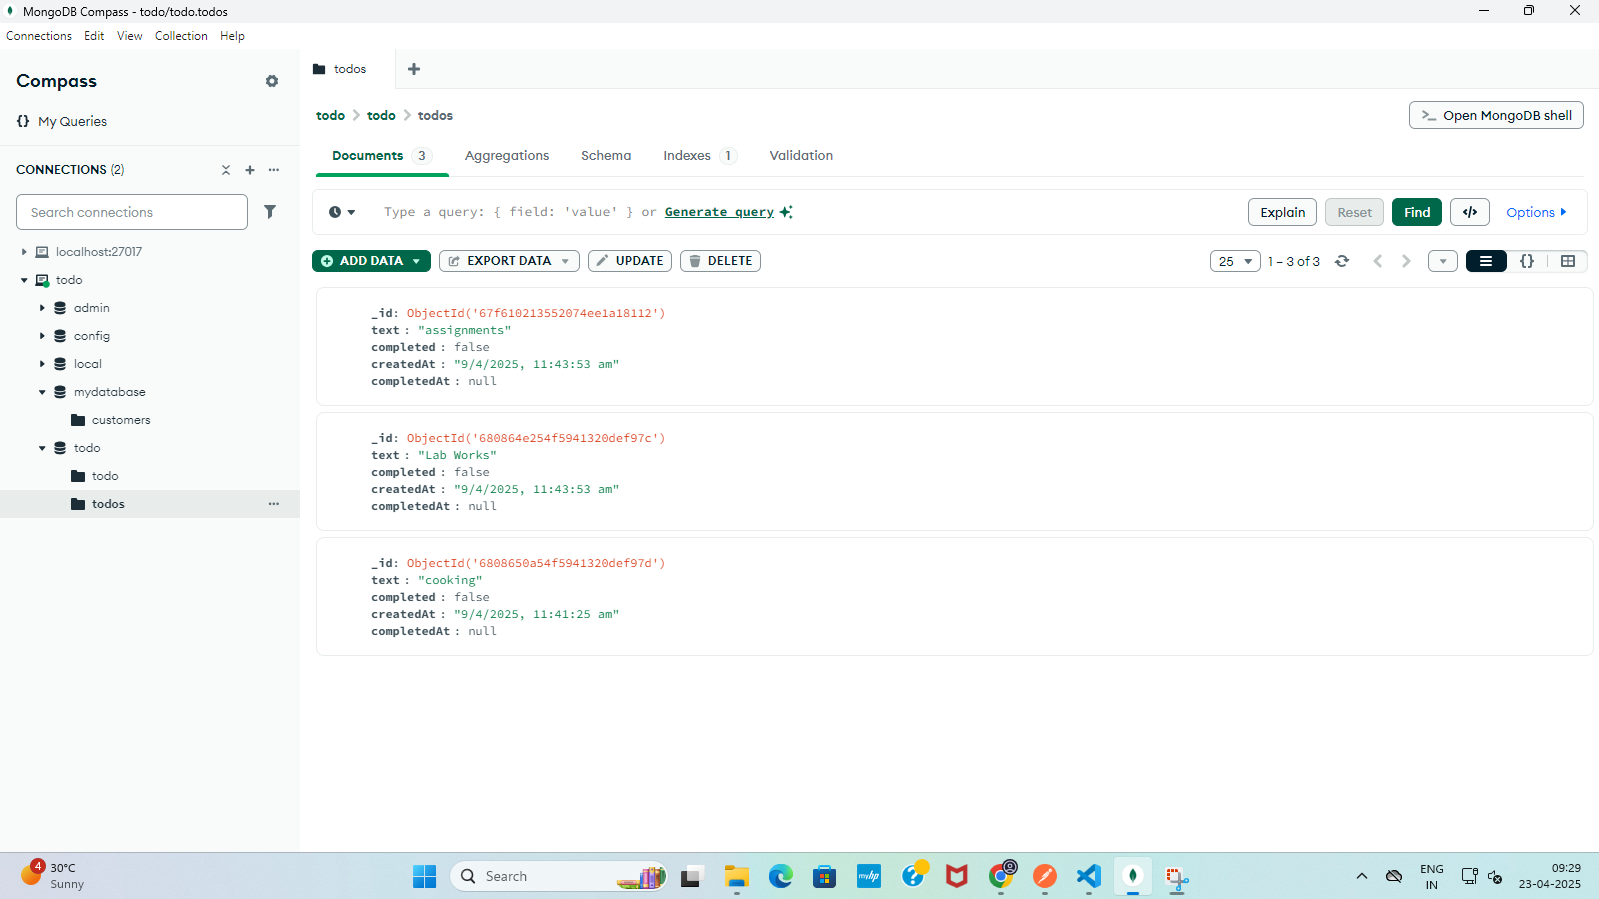 MongoDB Compass - todo/todo.todos
Connections Edit View Collection Help
Compass
{} My Queries
CONNECTIONS (2)
Search connections
localhost:27017
todo
admin
config
local
mydatabase
customers
todo
todo
todos
todos
todo > todo > todos
>_ Open MongoDB shell
Documents 3 Aggregations Schema Indexes 1 Validation
Type a query: { field: 'value' } or Generate query
Explain Reset Find </> Options
ADD DATA EXPORT DATA UPDATE DELETE
25 1 – 3 of 3 {}
_id: ObjectId('67f610213552074ee1a18112')
text : "assignments"
completed : false
createdAt : "9/4/2025, 11:43:53 am"
completedAt : null
_id: ObjectId('680864e254f5941320def97c')
text : "Lab Works"
completed : false
createdAt : "9/4/2025, 11:43:53 am"
completedAt : null
_id: ObjectId('6808650a54f5941320def97d')
text : "cooking"
completed : false
createdAt : "9/4/2025, 11:41:25 am"
completedAt : null
4 30°C
Sunny
Search
myhp
ENG
IN
09:29
23-04-2025